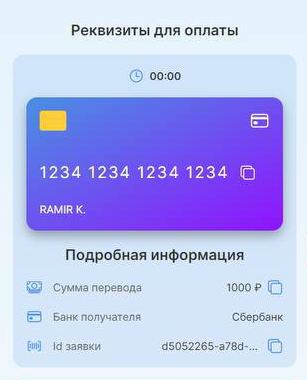 Реквизиты для оплаты
00:00
1234 1234 1234 1234
RAMIR K.
Подробная информация
Сумма перевода 1000 ₽
Банк получателя Сбербанк
Id заявки d5052265-a78d-...